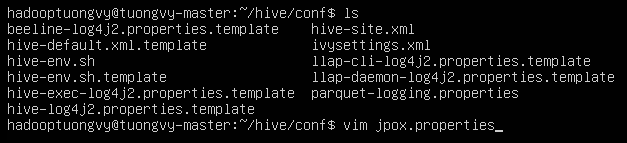 hadooptuongvy@tuongvy-master:~/hive/conf$ ls
beeline-log4j2.properties.template    hive-site.xml
hive-default.xml.template             ivysettings.xml
hive-env.sh                           llap-cli-log4j2.properties.template
hive-env.sh.template                  llap-daemon-log4j2.properties.template
hive-exec-log4j2.properties.template  parquet-logging.properties
hive-log4j2.properties.template
hadooptuongvy@tuongvy-master:~/hive/conf$ vim jpox.properties_